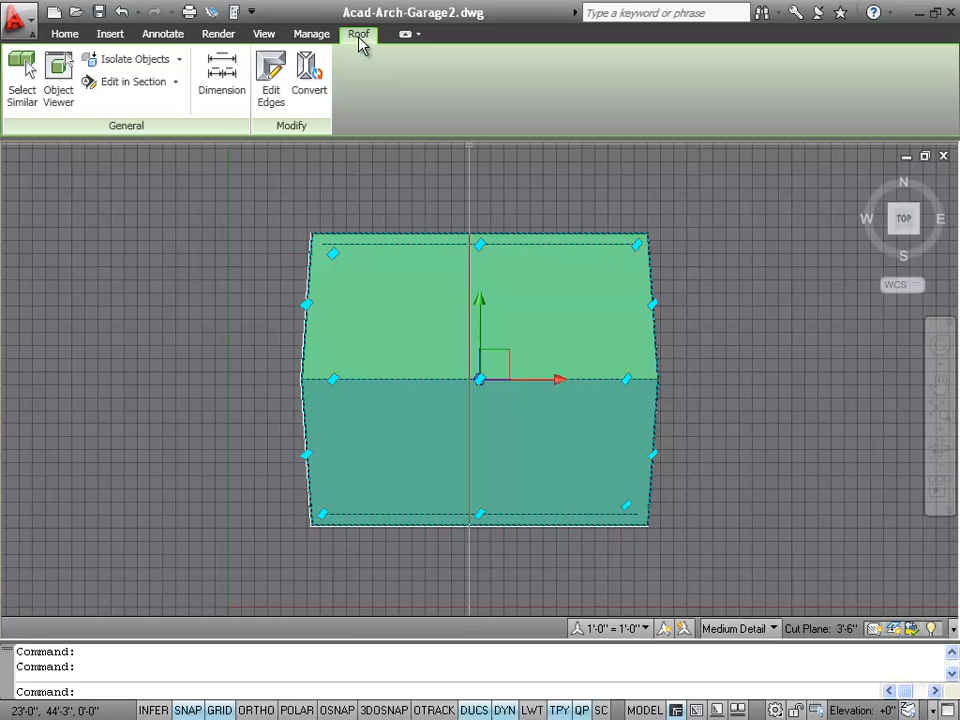 Acad-Arch-Garage2.dwg
Type a keyword or phrase
Home Insert Annotate Render View Manage Roof
Select Similar
Object Viewer
Isolate Objects
Edit in Section
Dimension
Edit Edges
Convert
General
Modify
N
W TOP E
S
WCS
1'-0" = 1'-0" Medium Detail Cut Plane: 3'-6"
Command:
Command:
Command:
23'-0", 44'-3", 0'-0" INFER SNAP GRID ORTHO POLAR OSNAP 3DOSNAP OTRACK DUCS DYN LWT TPY QP SC MODEL Elevation: +0"